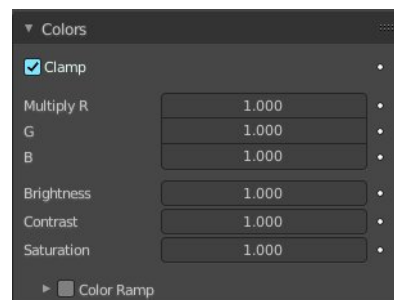 Colors
Clamp
Multiply R 1.000
G 1.000
B 1.000
Brightness 1.000
Contrast 1.000
Saturation 1.000
Color Ramp